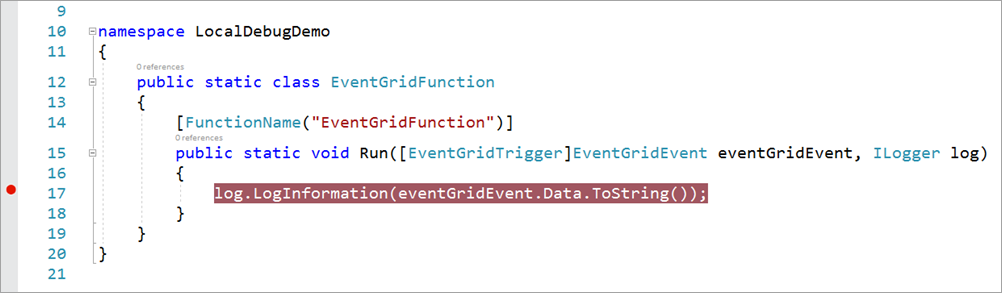 9
10 namespace LocalDebugDemo
11 {
0 references
12 public static class EventGridFunction
13 {
14 [FunctionName("EventGridFunction")]
0 references
15 public static void Run([EventGridTrigger]EventGridEvent eventGridEvent, ILogger log)
16 {
17 log.LogInformation(eventGridEvent.Data.ToString());
18 }
19 }
20 }
21